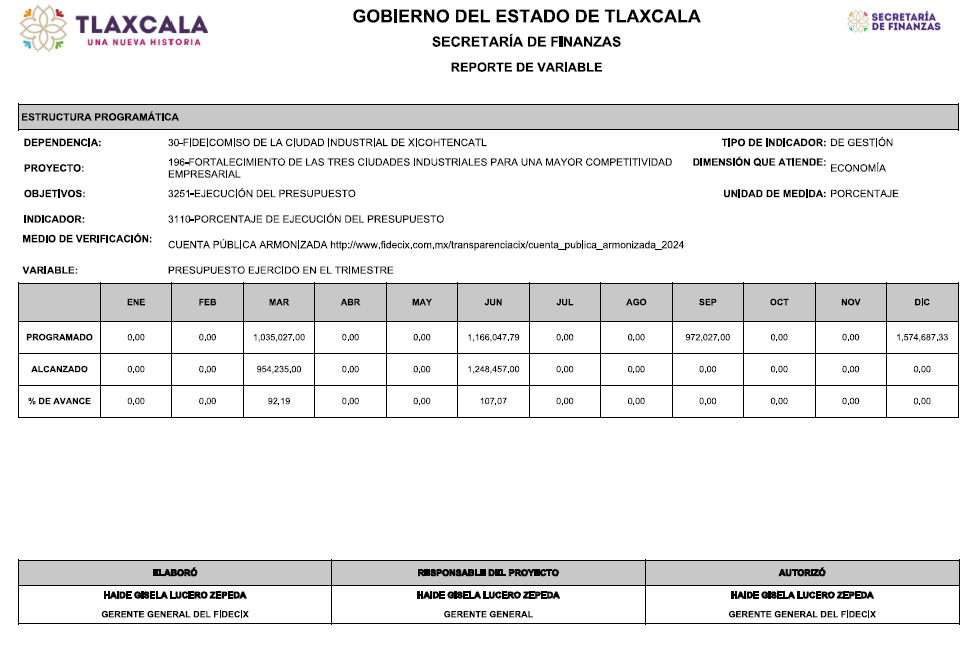 TLAXCALA
UNA NUEVA HISTORIA
GOBIERNO DEL ESTADO DE TLAXCALA
SECRETARÍA DE FINANZAS
REPORTE DE VARIABLE
SECRETARÍA
DE FINANZAS
ESTRUCTURA PROGRAMÁTICA
DEPENDENCIA: 30-FIDEICOMISO DE LA CIUDAD INDUSTRIAL DE XICOHTENCATL TIPO DE INDICADOR: DE GESTIÓN
PROYECTO: 196-FORTALECIMIENTO DE LAS TRES CIUDADES INDUSTRIALES PARA UNA MAYOR COMPETITIVIDAD EMPRESARIAL DIMENSIÓN QUE ATIENDE: ECONOMÍA
OBJETIVOS: 3251-EJECUCIÓN DEL PRESUPUESTO UNIDAD DE MEDIDA: PORCENTAJE
INDICADOR: 3110-PORCENTAJE DE EJECUCIÓN DEL PRESUPUESTO
MEDIO DE VERIFICACIÓN: CUENTA PÚBLICA ARMONIZADA http://www.fidecix.com.mx/transparenciacix/cuenta_publica_armonizada_2024
VARIABLE: PRESUPUESTO EJERCIDO EN EL TRIMESTRE
ENE FEB MAR ABR MAY JUN JUL AGO SEP OCT NOV DIC
PROGRAMADO 0.00 0.00 1,035,027.00 0.00 0.00 1,166,047.79 0.00 0.00 972,027.00 0.00 0.00 1,574,687.33
ALCANZADO 0.00 0.00 954,235.00 0.00 0.00 1,248,457.00 0.00 0.00 0.00 0.00 0.00 0.00
% DE AVANCE 0.00 0.00 92.19 0.00 0.00 107.07 0.00 0.00 0.00 0.00 0.00 0.00
ELABORÓ RESPONSABLE DEL PROYECTO AUTORIZÓ
HAIDE GISELA LUCERO ZEPEDA HAIDE GISELA LUCERO ZEPEDA HAIDE GISELA LUCERO ZEPEDA
GERENTE GENERAL DEL FIDECIX GERENTE GENERAL GERENTE GENERAL DEL FIDECIX